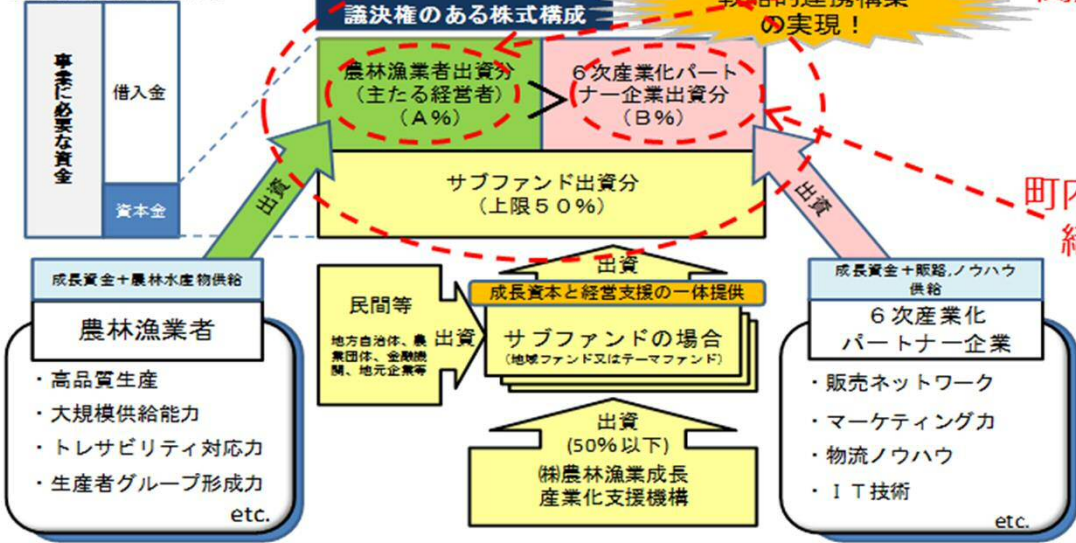 議決権のある株式構成
の実現！
事業に必要な資金
借入金
資本金
農林漁業者出資分
（主たる経営者）
（A％）
>
６次産業化パート
ナー企業出資分
（B％）
サブファンド出資分
（上限５０％）
出資
出資
町内
成長資金＋農林水産物供給
農林漁業者
・高品質生産
・大規模供給能力
・トレサビリティ対応力
・生産者グループ形成力
etc.
民間等
地方自治体、農
業団体、金融機
関、地元企業等
出資
出資
成長資本と経営支援の一体提供
サブファンドの場合
（地域ファンド又はテーマファンド）
出資
(50％以下)
㈱農林漁業成長
産業化支援機構
成長資金＋販路,ノウハウ
供給
６次産業化
パートナー企業
・販売ネットワーク
・マーケティング力
・物流ノウハウ
・ＩＴ技術
etc.